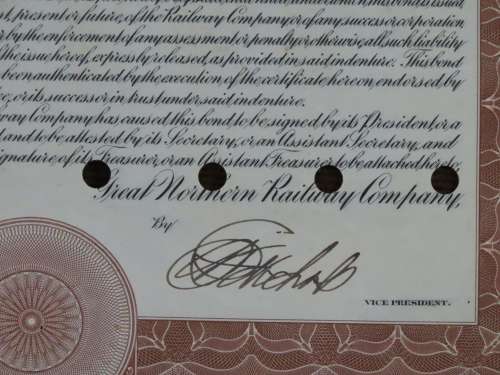 present, or future, of the Railway Company or of any successor corporation
by the enforcement of any assessment or penalty or otherwise, all such liability
the is hereof, expressly released, as provided in said indenture. This bond
been authenticated by the execution of the certificate hereon, endorsed by
or its successor in trust under said indenture.
way Company has caused this bond to be signed by its President, or a
and to be attested by its Secretary, or an Assistant Secretary, and
signature, of its Treasurer, or an Assistant Treasurer to be attached hereto.
Great Northern Railway Company,
By
VICE PRESIDENT.